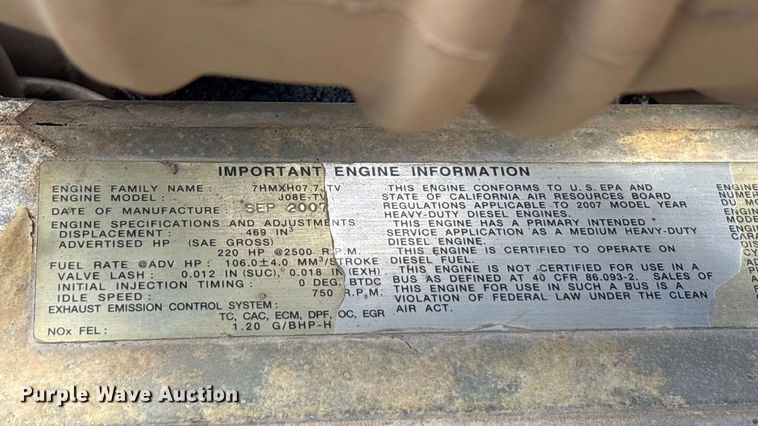 IMPORTANT ENGINE INFORMATION
ENGINE FAMILY NAME : 7HMXH07.7 TV
ENGINE MODEL : J08E-TV
DATE OF MANUFACTURE : SEP 2007
ENGINE SPECIFICATIONS AND ADJUSTMENTS
DISPLACEMENT : 469 IN³
ADVERTISED HP : (SAE GROSS)
220 HP @2500 R.P.M.
FUEL RATE @ADV HP : 106.0±4.0 MM³/STROKE
VALVE LASH : 0.012 IN (SUC), 0.018 IN (EXH)
INITIAL INJECTION TIMING : 0 DEG.BTDC
IDLE SPEED : 750 R.P.M.
EXHAUST EMISSION CONTROL SYSTEM :
TC, CAC, ECM, DPF, OC, EGR
NOx FEL : 1.20 G/BHP-H
THIS ENGINE CONFORMS TO U.S.EPA AND
STATE OF CALIFORNIA AIR RESOURCES BOARD
REGULATIONS APPLICABLE TO 2007 MODEL YEAR
HEAVY-DUTY DIESEL ENGINES.
THIS ENGINE HAS A PRIMARY INTENDED
SERVICE APPLICATION AS A MEDIUM HEAVY-DUTY
DIESEL ENGINE.
THIS ENGINE IS CERTIFIED TO OPERATE ON
DIESEL FUEL.
THIS ENGINE IS NOT CERTIFIED FOR USE IN A
BUS AS DEFINED AT 40 CFR 86.093-2. SALES OF
THIS ENGINE FOR USE IN SUCH A BUS IS A
VIOLATION OF FEDERAL LAW UNDER THE CLEAN
AIR ACT.
Purple Wave Auction